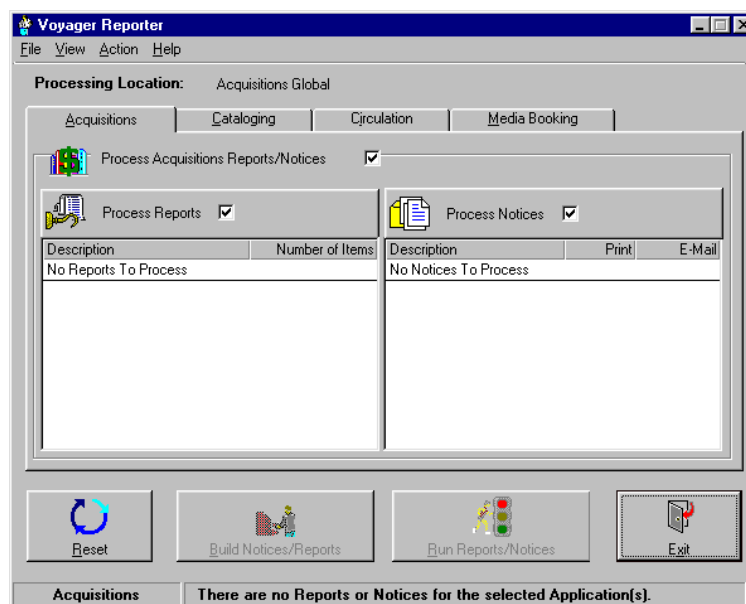 Voyager Reporter
File View Action Help
Processing Location: Acquisitions Global
Acquisitions Cataloging Circulation Media Booking
Process Acquisitions Reports/Notices
Process Reports Process Notices
Description Number of Items Description Print E-Mail
No Reports To Process No Notices To Process
Reset Build Notices/Reports Run Reports/Notices Exit
Acquisitions There are no Reports or Notices for the selected Application(s).